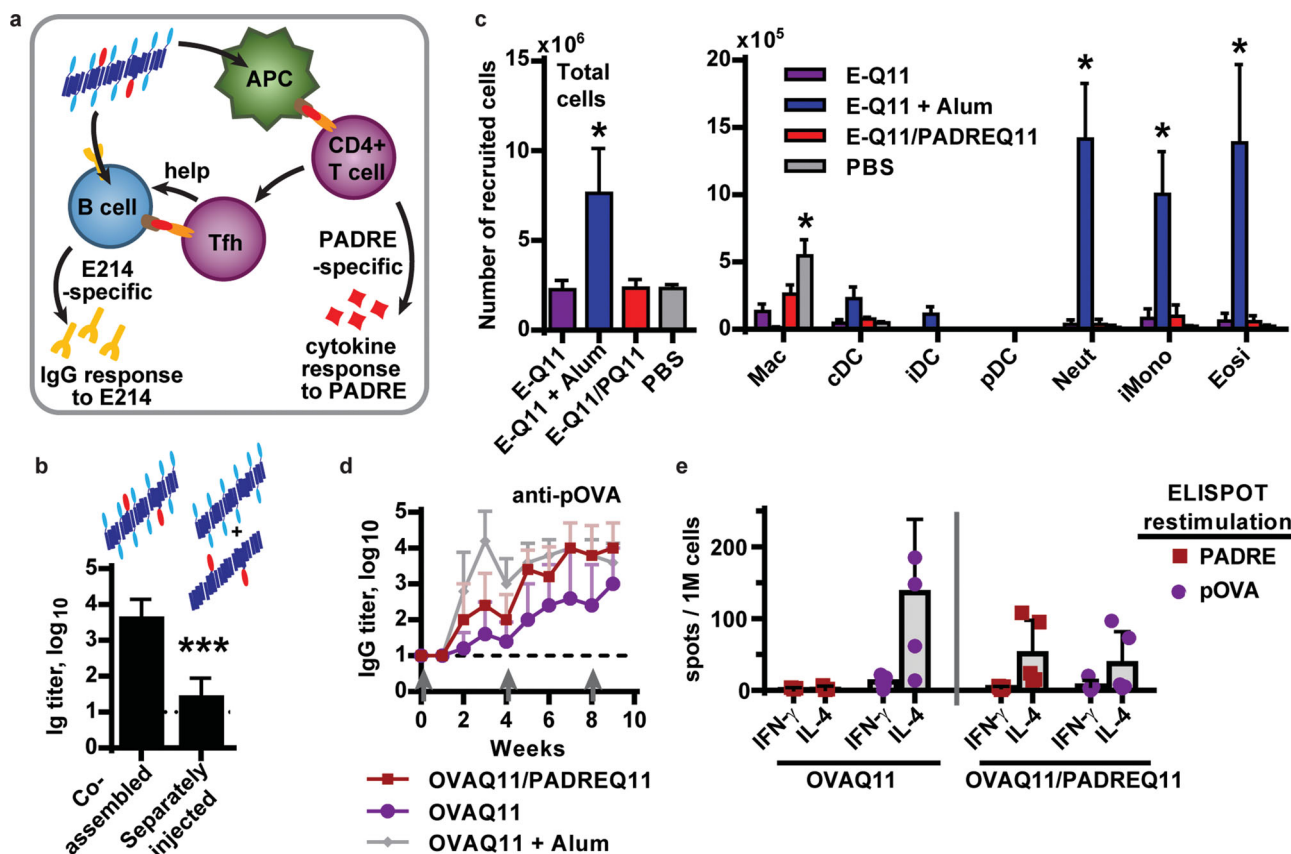 a
APC
CD4+
T cell
help
B cell
Tfh
PADRE
-specific
E214
-specific
cytokine
response
to PADRE
IgG response
to E214
b
+
Ig titer, log10
5
4
3
2
1
0
***
Co-
assembled
Separately
injected
c
x10⁶
Total
cells
Number of recruited cells
15
10
5
0
*
E-Q11
E-Q11 + Alum
E-Q11/PQ11
PBS
x10⁵
20
15
10
5
0
E-Q11
E-Q11 + Alum
E-Q11/PADREQ11
PBS
*
*
*
*
Mac
cDC
iDC
pDC
Neut
iMono
Eosi
d
anti-pOVA
IgG titer, log10
5
4
3
2
1
0
0 2 4 6 8 10
Weeks
OVAQ11/PADREQ11
OVAQ11
OVAQ11 + Alum
e
ELISPOT
restimulation
PADRE
pOVA
spots / 1M cells
200
100
50
0
IFN-γ
IL-4
IFN-γ
IL-4
IFN-γ
IL-4
IFN-γ
IL-4
OVAQ11
OVAQ11/PADREQ11